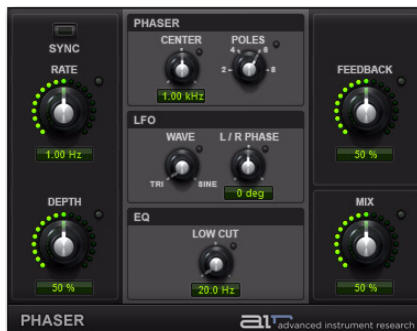 SYNC
RATE
1.00 Hz
DEPTH
50 %
PHASER
CENTER
1.00 kHz
POLES
2 4 6 8
LFO
WAVE
TRI SINE
L / R PHASE
0 deg
EQ
LOW CUT
20.0 Hz
FEEDBACK
50 %
MIX
50 %
PHASER
air advanced instrument research